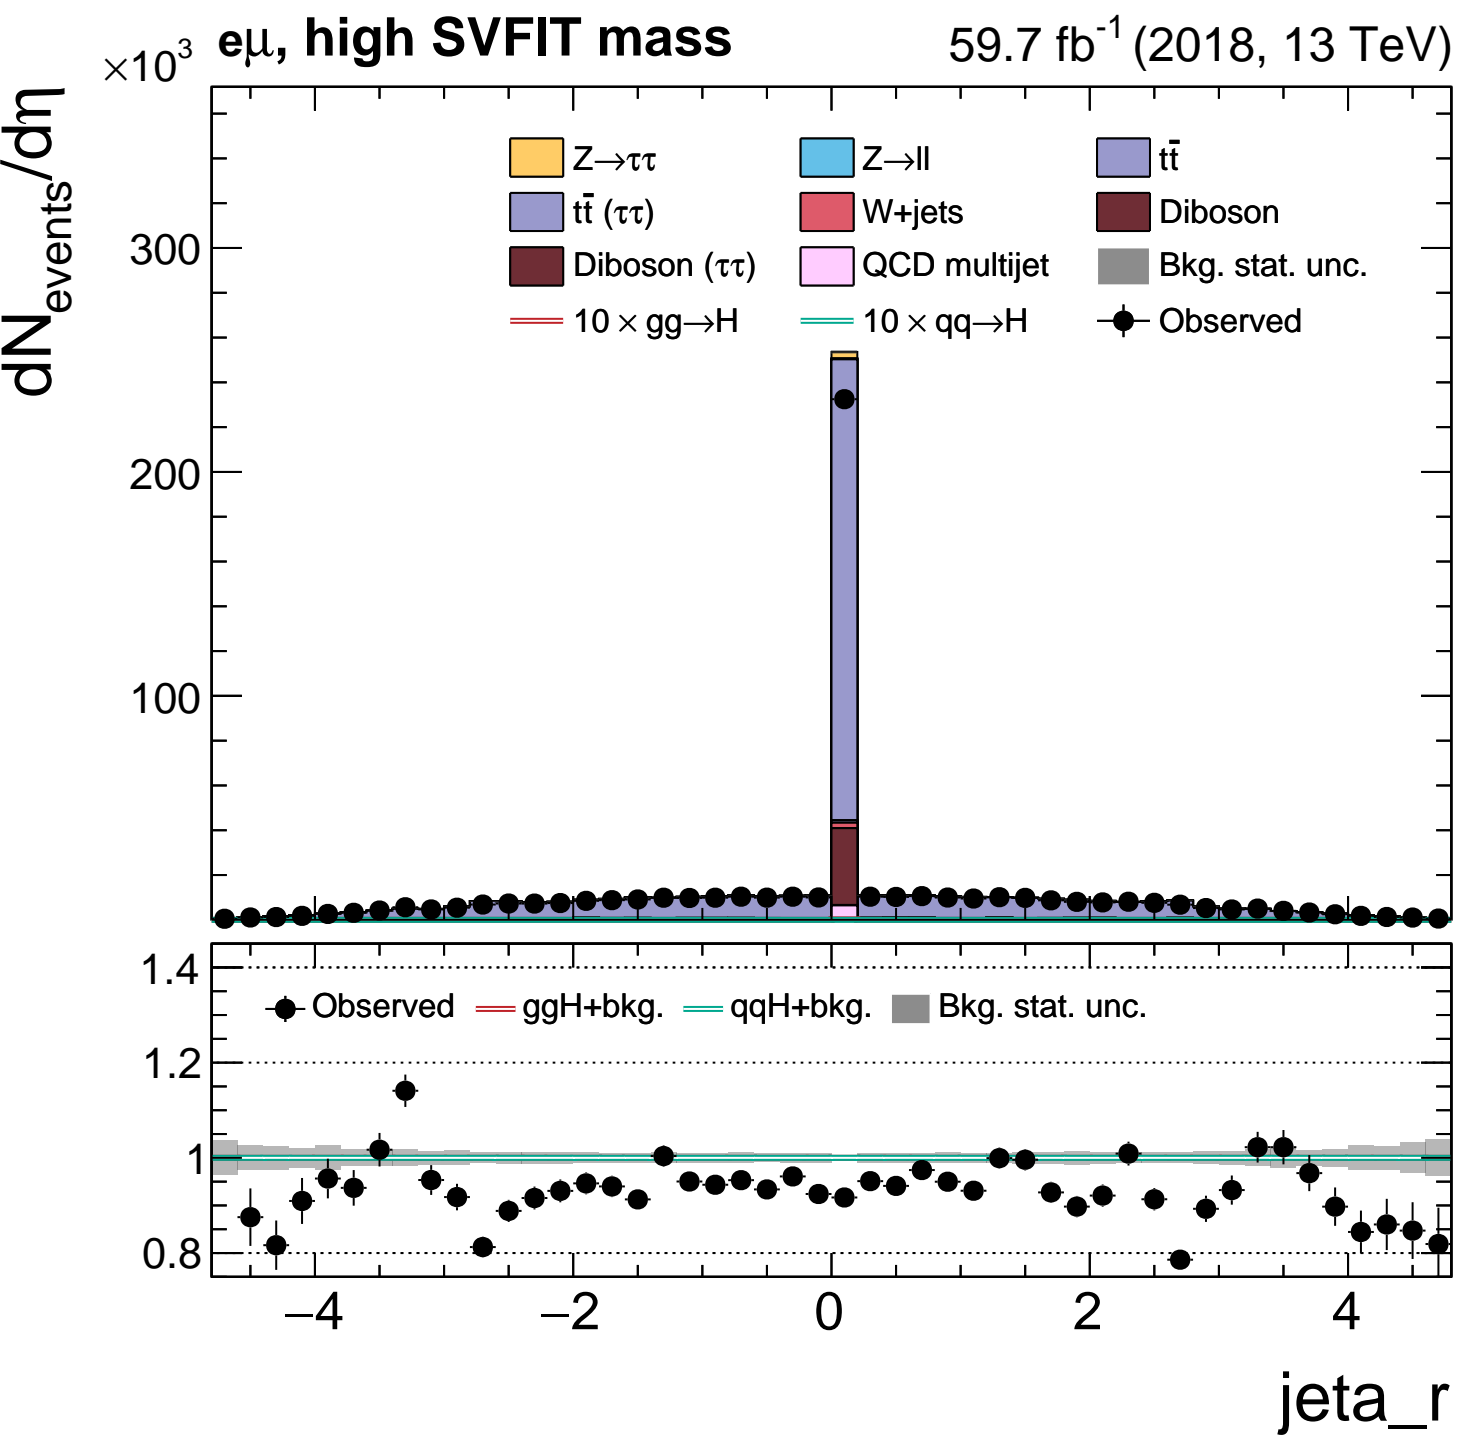 ×10³ eμ, high SVFIT mass 59.7 fb⁻¹ (2018, 13 TeV)
dN_events/dη
Z→ττ Z→ll tt̄
tt̄ (ττ) W+jets Diboson
Diboson (ττ) QCD multijet Bkg. stat. unc.
10 × gg→H 10 × qq→H Observed
300
200
100
1.4
Observed ggH+bkg. qqH+bkg. Bkg. stat. unc.
1.2
1
0.8
−4 −2 0 2 4
jeta_r